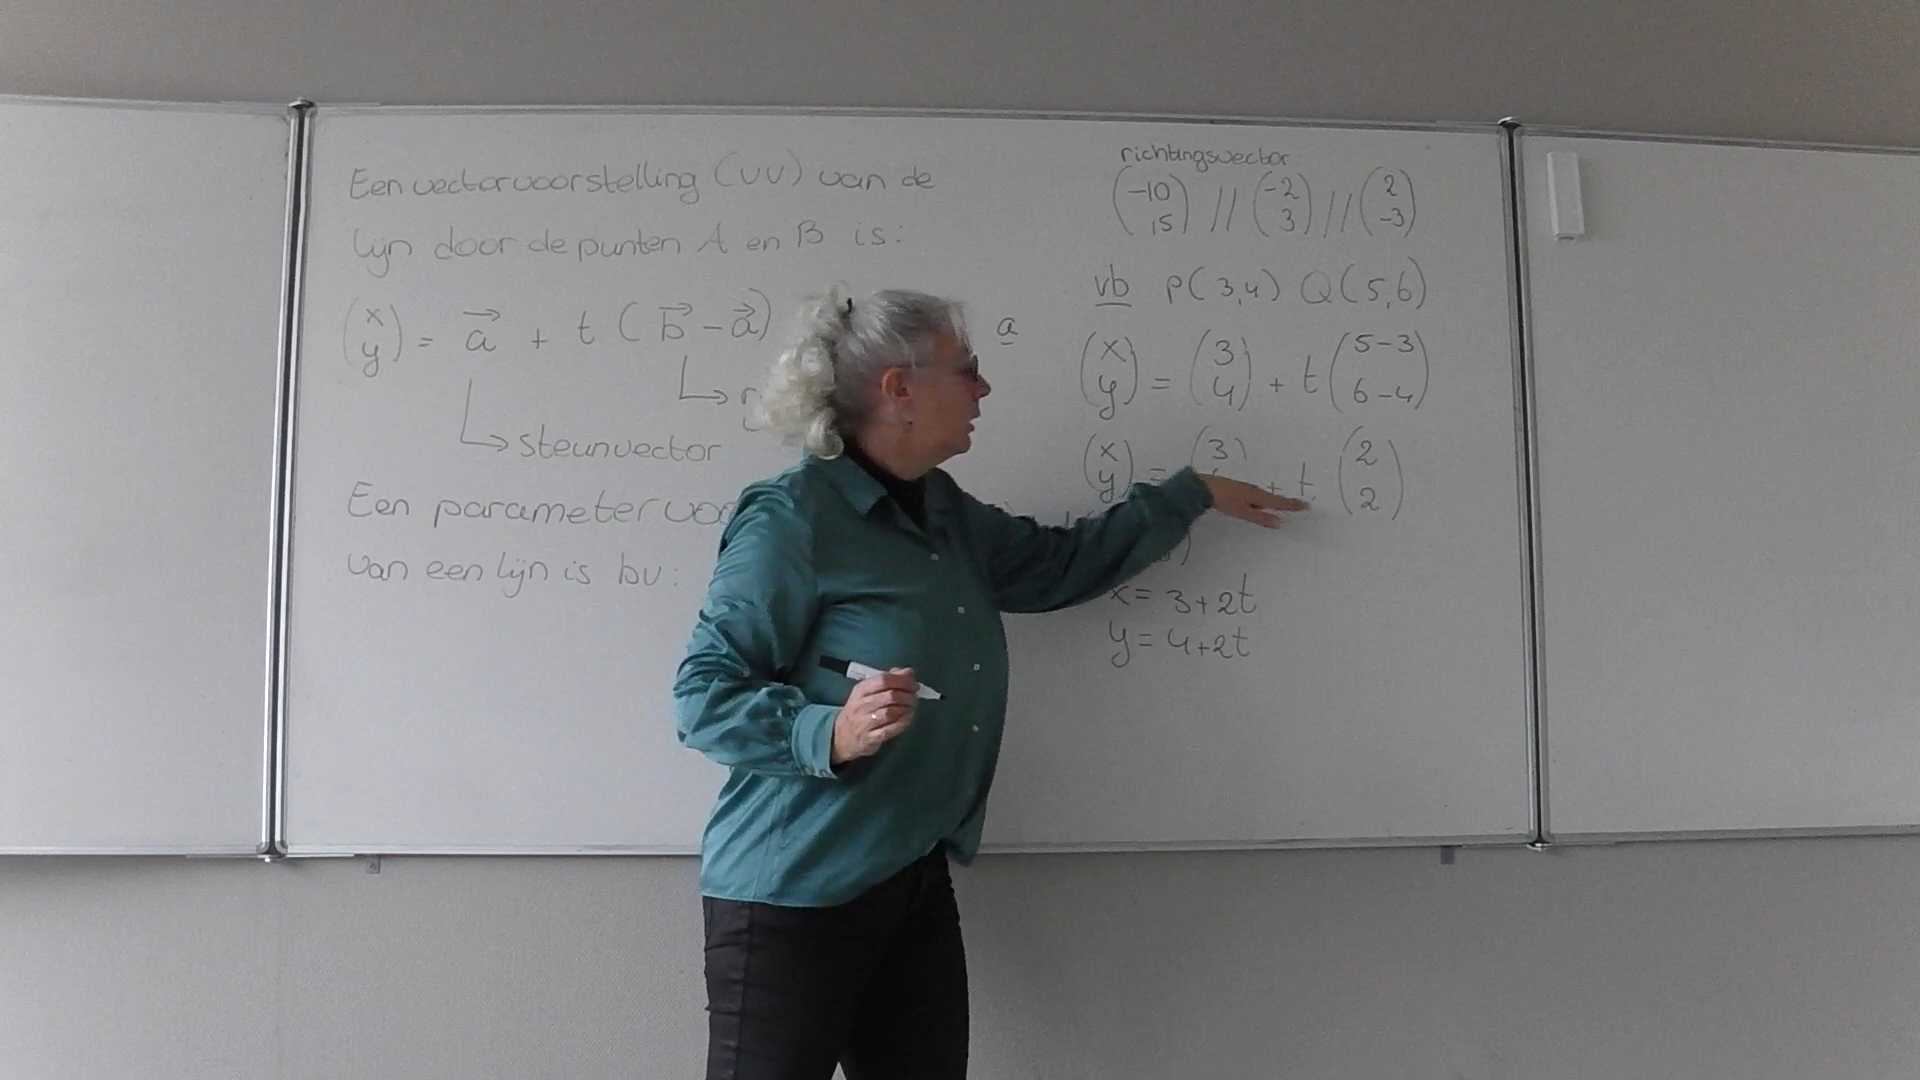 Een vectorvoorstelling (VV) van de
lijn door de punten A en B is:
(x y) = a⃗ + t (b⃗ - a⃗)
↳ steunvector
Een parametervoo
van een lijn is bv:
a
richtingsvector
(-10 15) // (-2 3) // (2 -3)
vb P(3,4) Q(5,6)
(x y) = (3 4) + t (5-3 6-4)
(x y) = (3 + t (2 2)
x = 3+2t
y = 4+2t